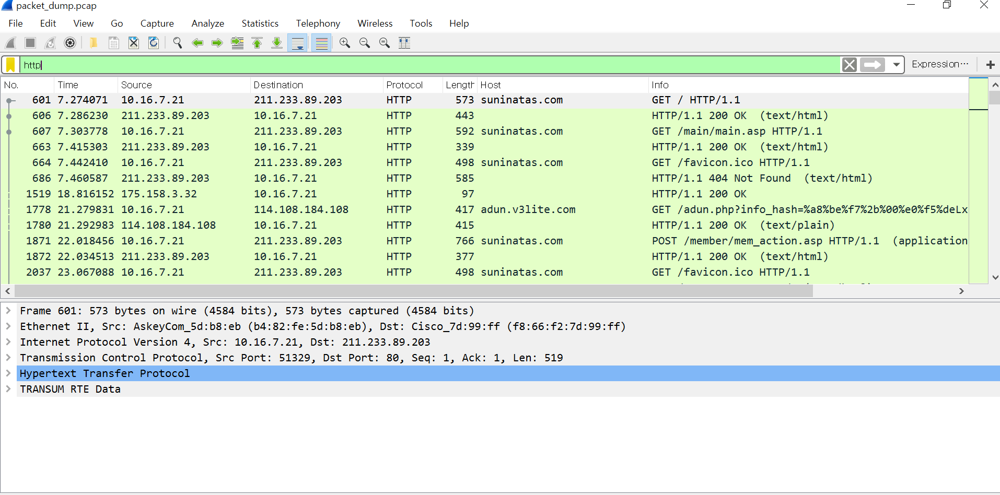 packet_dump.pcap
File Edit View Go Capture Analyze Statistics Telephony Wireless Tools Help
http Expression…
No. Time Source Destination Protocol Length Host Info
601 7.274071 10.16.7.21 211.233.89.203 HTTP 573 suninatas.com GET / HTTP/1.1
606 7.286230 211.233.89.203 10.16.7.21 HTTP 443 HTTP/1.1 200 OK (text/html)
607 7.303778 10.16.7.21 211.233.89.203 HTTP 592 suninatas.com GET /main/main.asp HTTP/1.1
663 7.415303 211.233.89.203 10.16.7.21 HTTP 339 HTTP/1.1 200 OK (text/html)
664 7.442410 10.16.7.21 211.233.89.203 HTTP 498 suninatas.com GET /favicon.ico HTTP/1.1
686 7.460587 211.233.89.203 10.16.7.21 HTTP 585 HTTP/1.1 404 Not Found (text/html)
1519 18.816152 175.158.3.32 10.16.7.21 HTTP 97 HTTP/1.1 200 OK
1778 21.279831 10.16.7.21 114.108.184.108 HTTP 417 adun.v3lite.com GET /adun.php?info_hash=%a8%be%f7%2b%00%e0%f5%deLx
1780 21.292983 114.108.184.108 10.16.7.21 HTTP 415 HTTP/1.1 200 OK (text/plain)
1871 22.018456 10.16.7.21 211.233.89.203 HTTP 766 suninatas.com POST /member/mem_action.asp HTTP/1.1 (application
1872 22.034513 211.233.89.203 10.16.7.21 HTTP 377 HTTP/1.1 200 OK (text/html)
2037 23.067088 10.16.7.21 211.233.89.203 HTTP 498 suninatas.com GET /favicon.ico HTTP/1.1
Frame 601: 573 bytes on wire (4584 bits), 573 bytes captured (4584 bits)
Ethernet II, Src: AskeyCom_5d:b8:eb (b4:82:fe:5d:b8:eb), Dst: Cisco_7d:99:ff (f8:66:f2:7d:99:ff)
Internet Protocol Version 4, Src: 10.16.7.21, Dst: 211.233.89.203
Transmission Control Protocol, Src Port: 51329, Dst Port: 80, Seq: 1, Ack: 1, Len: 519
Hypertext Transfer Protocol
TRANSUM RTE Data